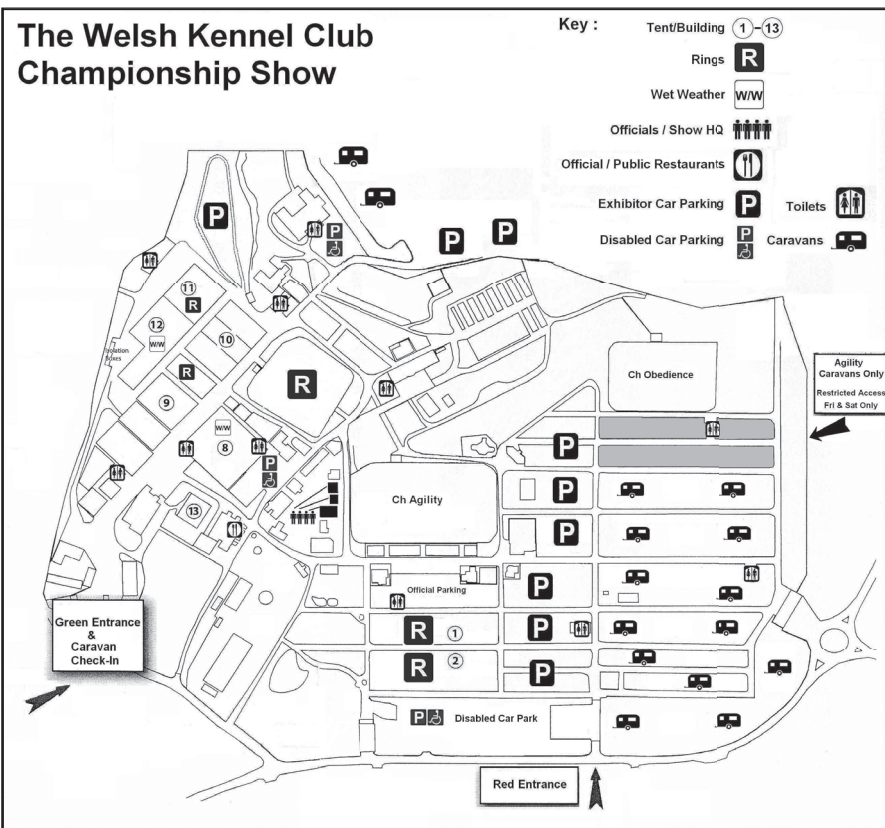 The Welsh Kennel Club
Championship Show
Key :
Tent/Building 1 - 13
Rings R
Wet Weather W/W
Officials / Show HQ
Official / Public Restaurants
Exhibitor Car Parking P
Toilets
Disabled Car Parking P
Caravans
P
P
P
P
11
R
12
W/W
10
Isolation
Boxes
R
9
R
W/W
8
P
13
Ch Obedience
Agility
Caravans Only
Restricted Access
Fri & Sat Only
P
P
P
Ch Agility
Official Parking
P
P
P
R 1
R 2
P
Disabled Car Park
Green Entrance
&
Caravan
Check-In
Red Entrance